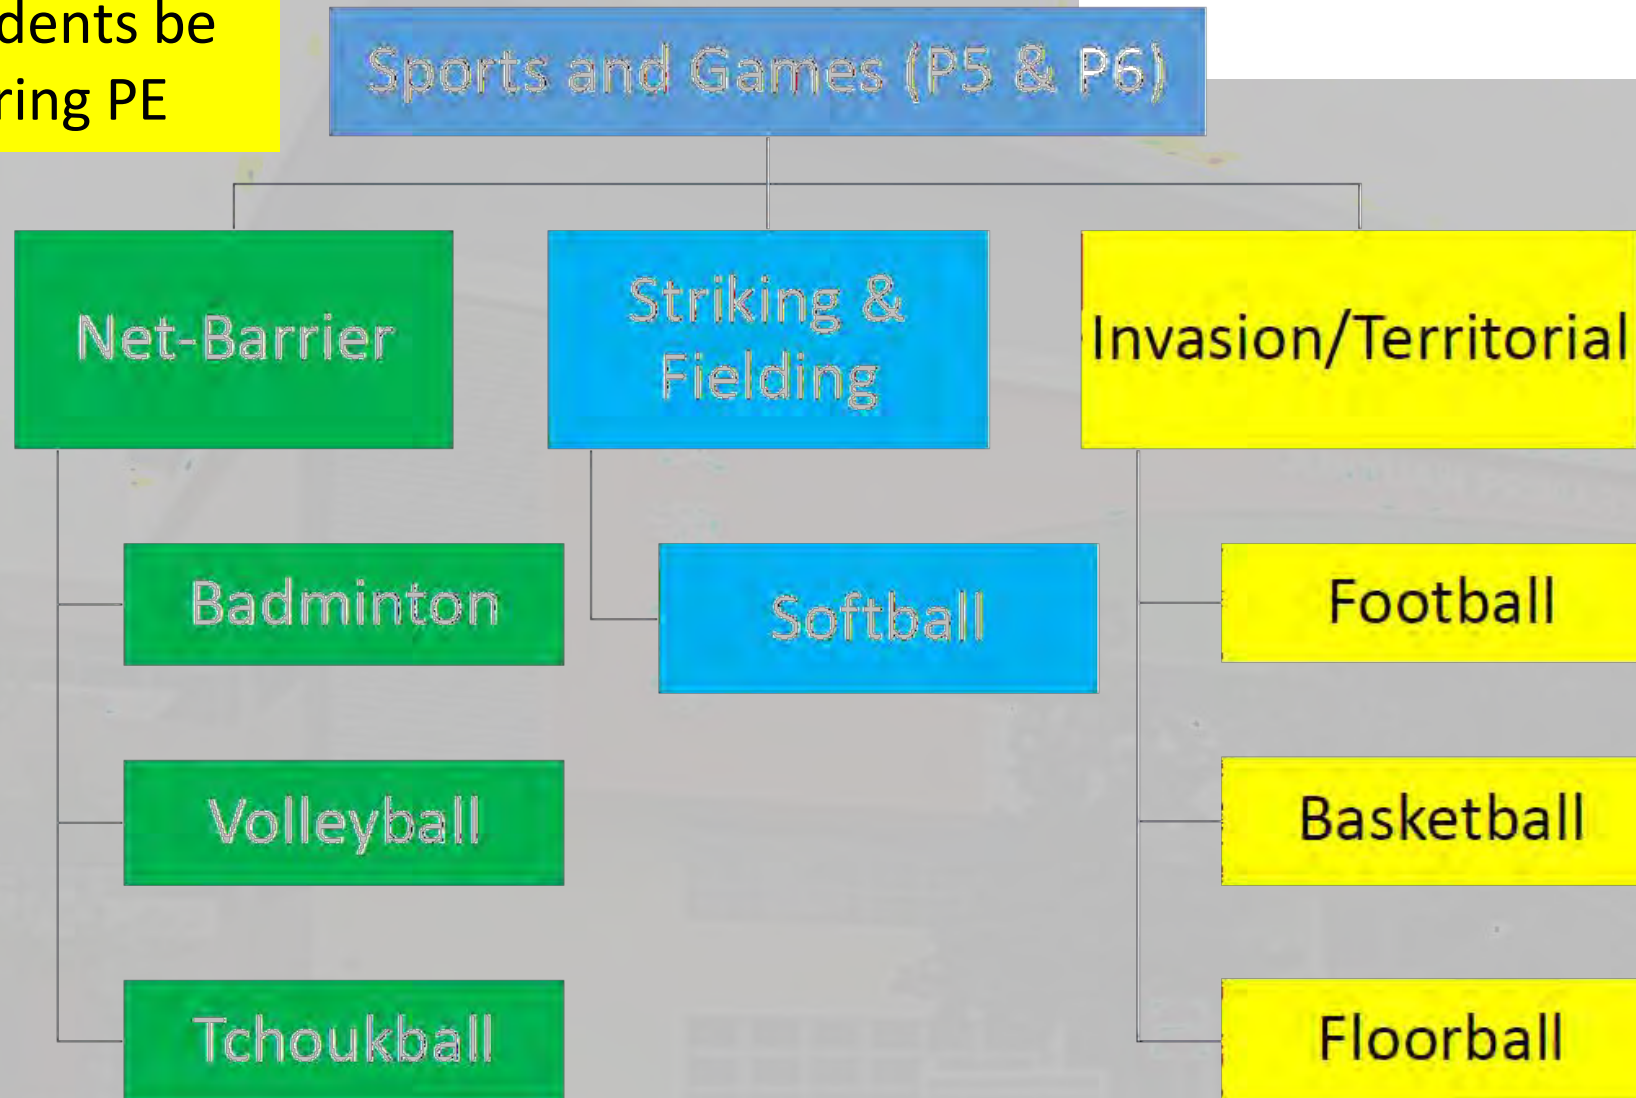 dents be
ring PE
Sports and Games (P5 & P6)
Net-Barrier
Striking &
Fielding
Invasion/Territorial
Badminton
Softball
Football
Volleyball
Basketball
Tchoukball
Floorball